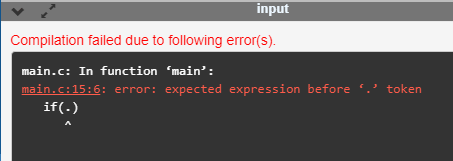 input
Compilation failed due to following error(s).
main.c: In function ‘main’:
main.c:15:6: error: expected expression before ‘.’ token
if(.)
^